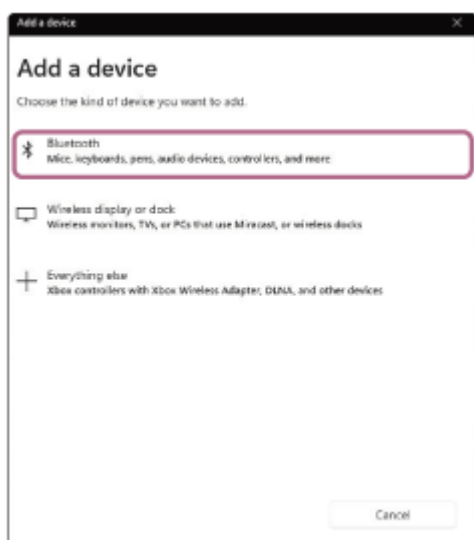 Add a device
Add a device
Choose the kind of device you want to add.
Bluetooth
Mice, keyboards, pens, audio devices, controllers, and more
Wireless display or dock
Wireless monitors, TVs, or PCs that use Miracast, or wireless docks
Everything else
Xbox controllers with Xbox Wireless Adapter, DLNA, and other devices
Cancel